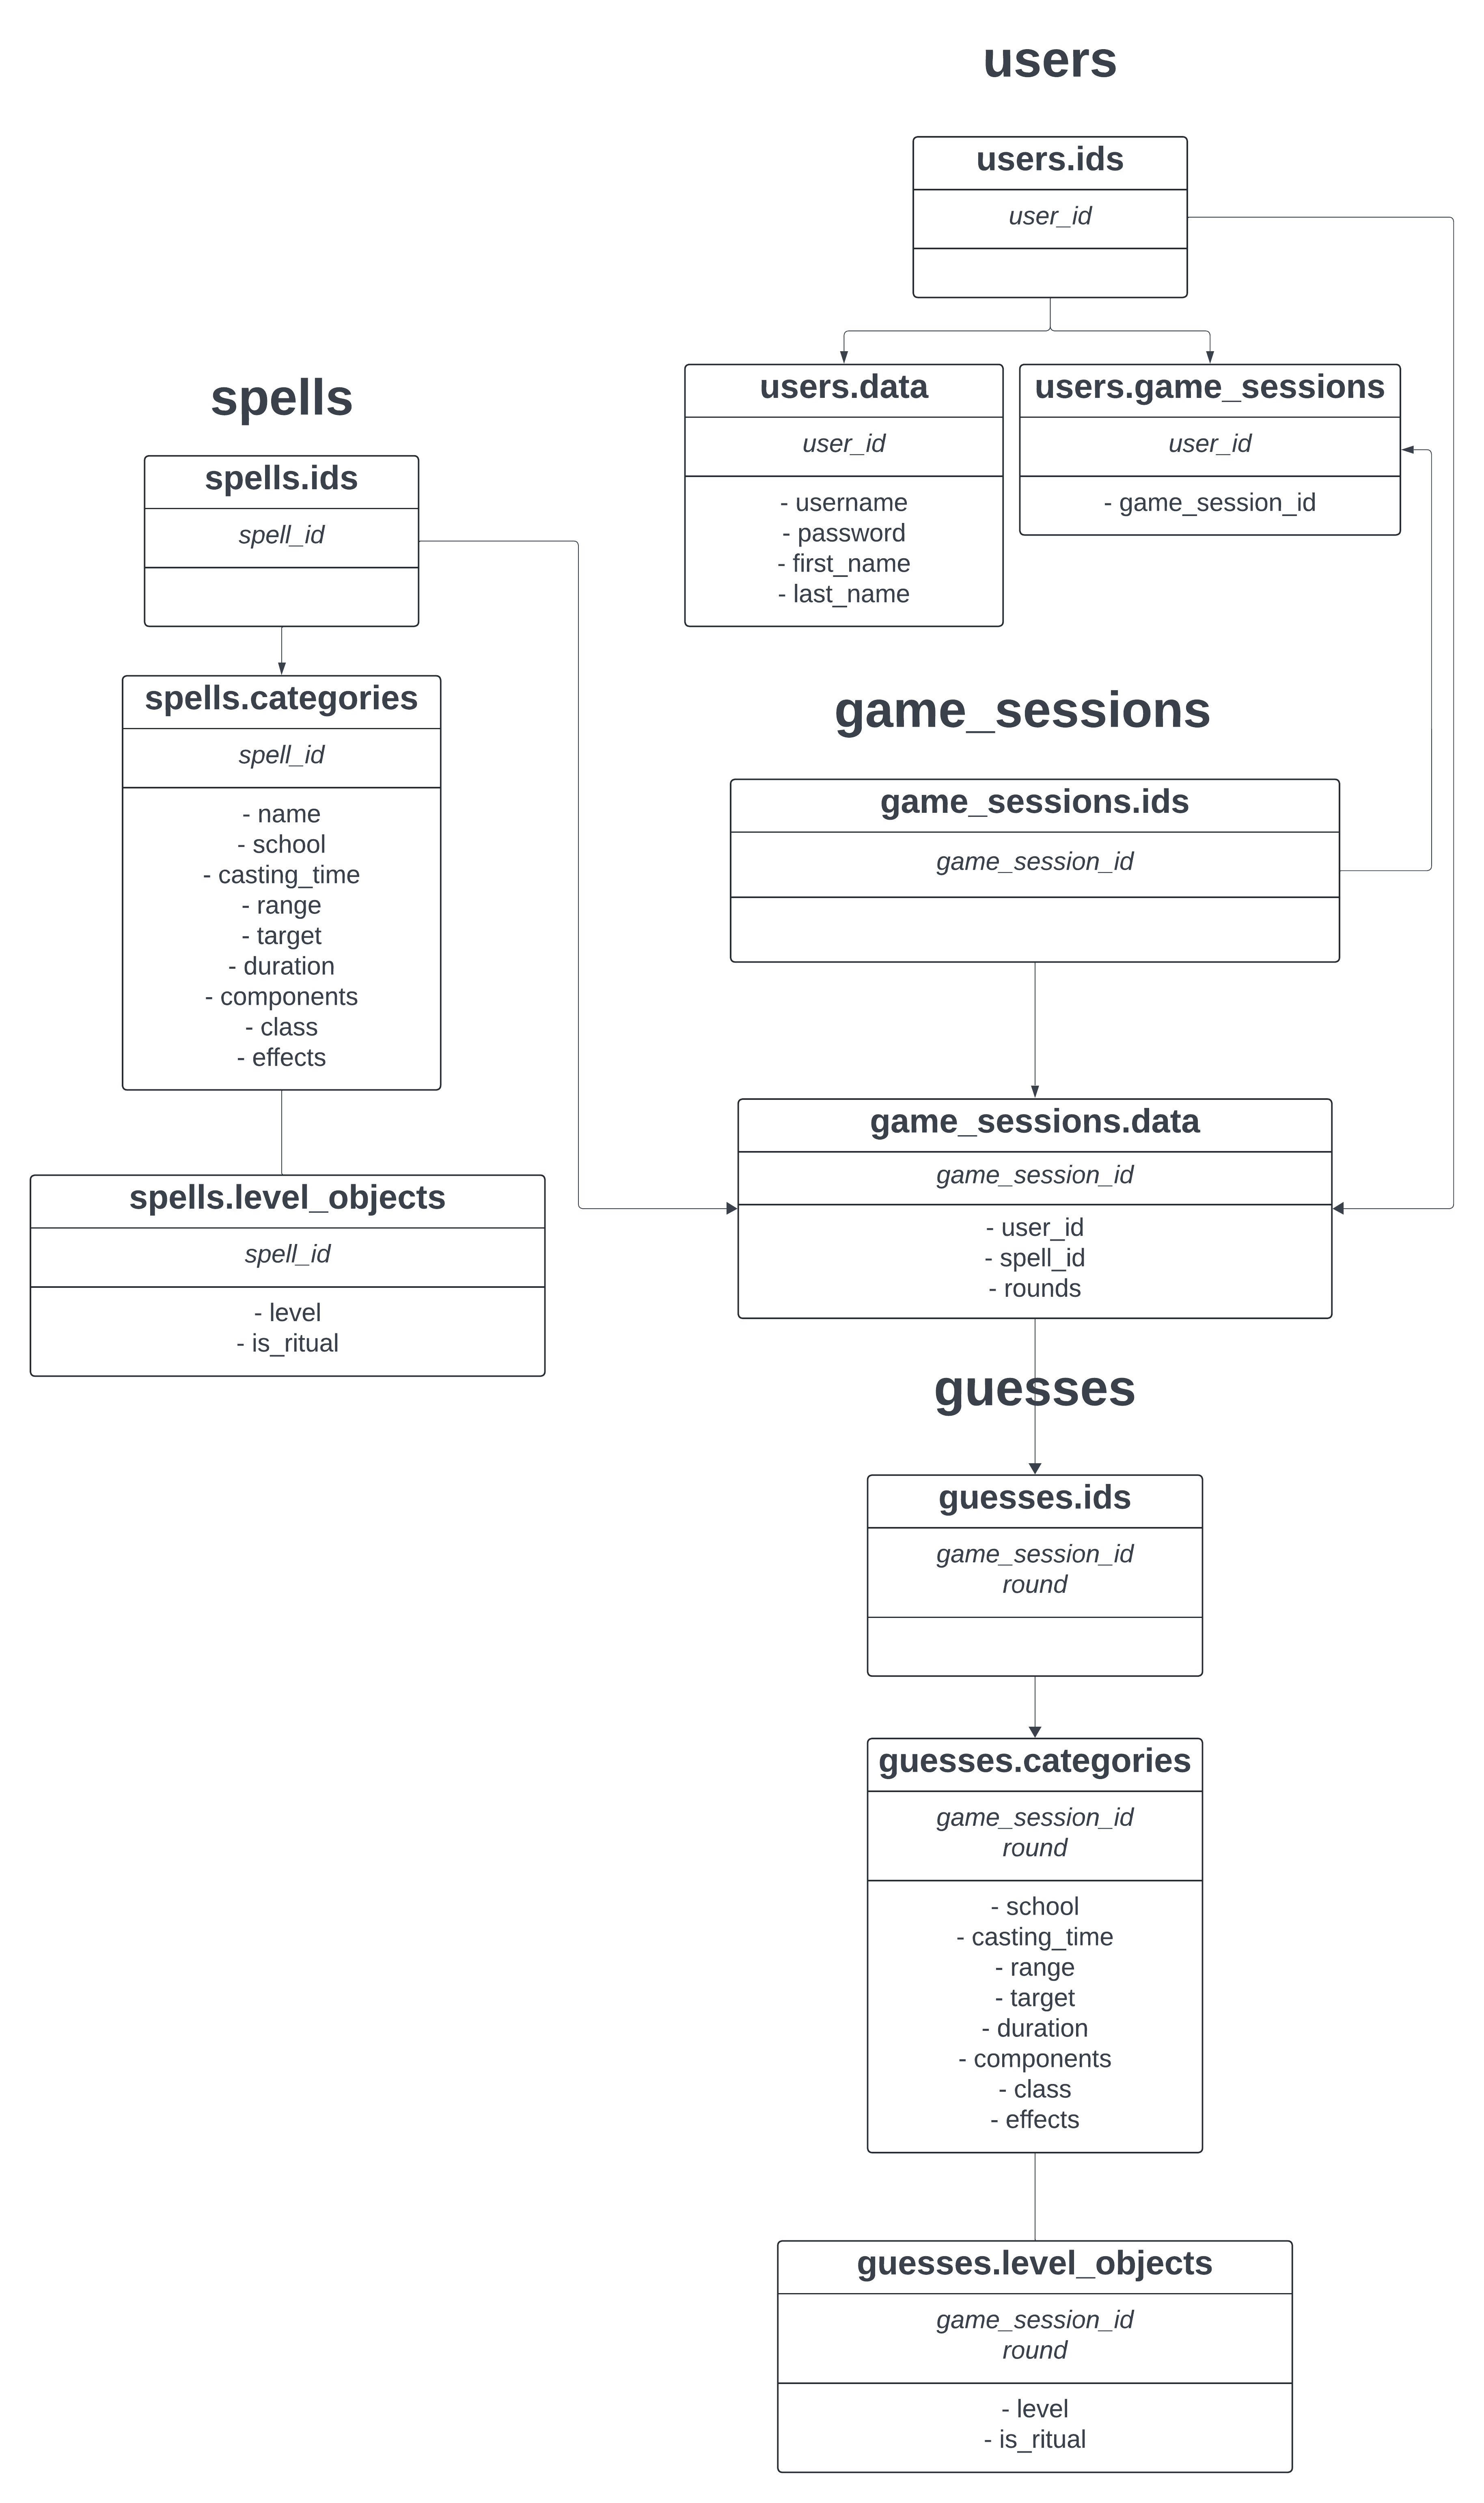 users
users.ids
user_id
users.data
user_id
- username
- password
- first_name
- last_name
users.game_sessions
user_id
- game_session_id
spells
spells.ids
spell_id
spells.categories
spell_id
- name
- school
- casting_time
- range
- target
- duration
- components
- class
- effects
spells.level_objects
spell_id
- level
- is_ritual
game_sessions
game_sessions.ids
game_session_id
game_sessions.data
game_session_id
- user_id
- spell_id
- rounds
guesses
guesses.ids
game_session_id
round
guesses.categories
game_session_id
round
- school
- casting_time
- range
- target
- duration
- components
- class
- effects
guesses.level_objects
game_session_id
round
- level
- is_ritual